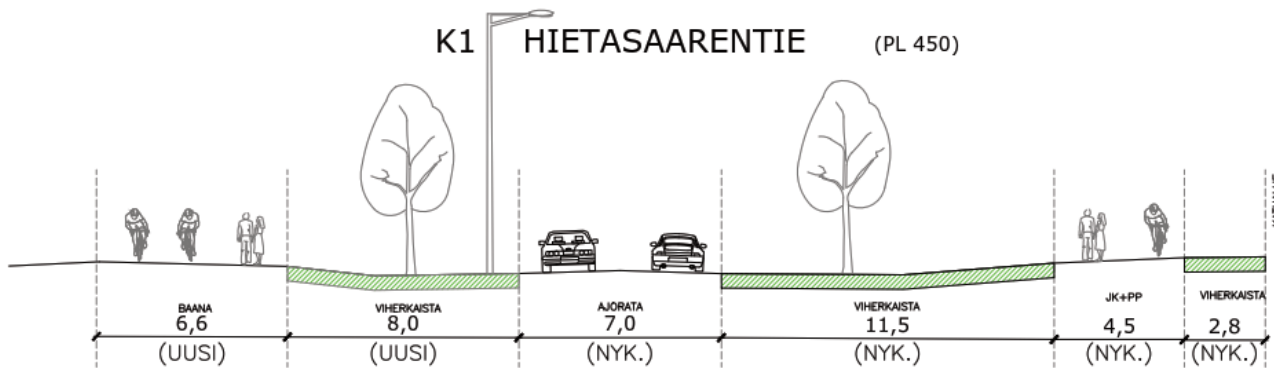 K1 HIETASAARENTIE (PL 450)
BAANA
6,6
(UUSI)
VIHERKAISTA
8,0
(UUSI)
AJORATA
7,0
(NYK.)
VIHERKAISTA
11,5
(NYK.)
JK+PP
4,5
(NYK.)
VIHERKAISTA
2,8
(NYK.)